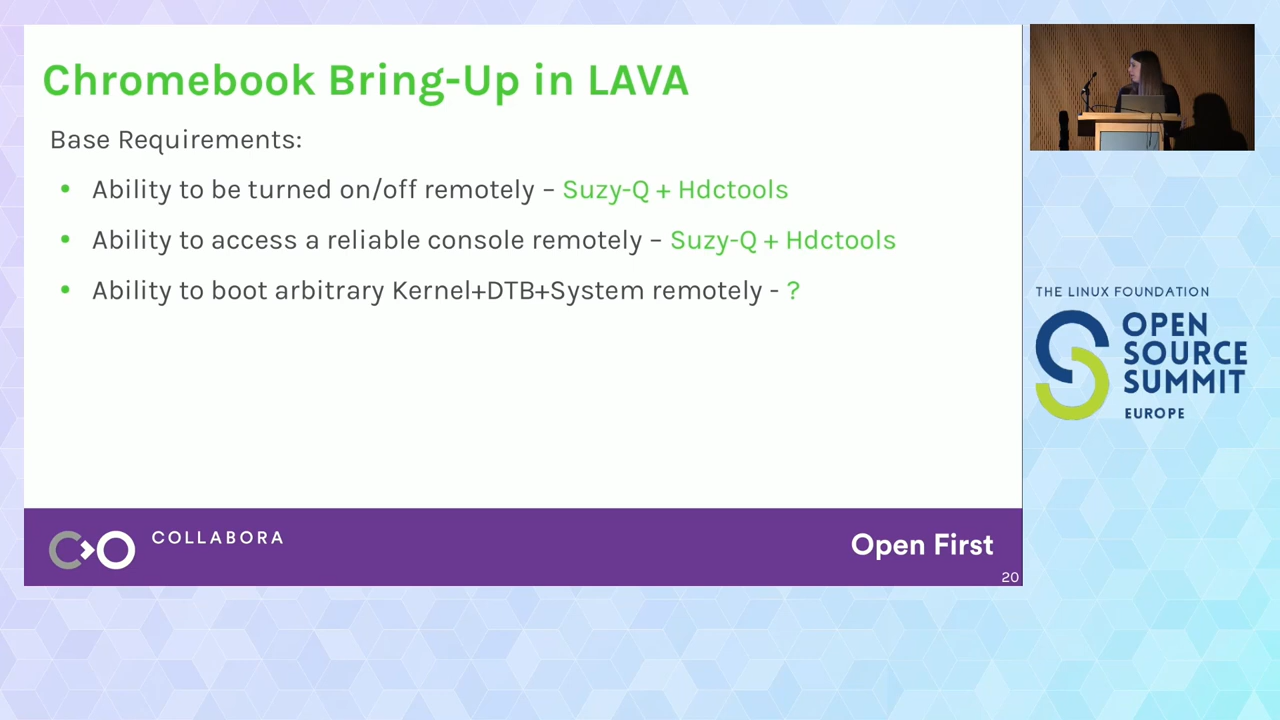 Chromebook Bring-Up in LAVA
Base Requirements:
• Ability to be turned on/off remotely – Suzy-Q + Hdctools
• Ability to access a reliable console remotely – Suzy-Q + Hdctools
• Ability to boot arbitrary Kernel+DTB+System remotely - ?
COLLABORA
Open First
20
THE LINUX FOUNDATION
OPEN
SOURCE
SUMMIT
EUROPE